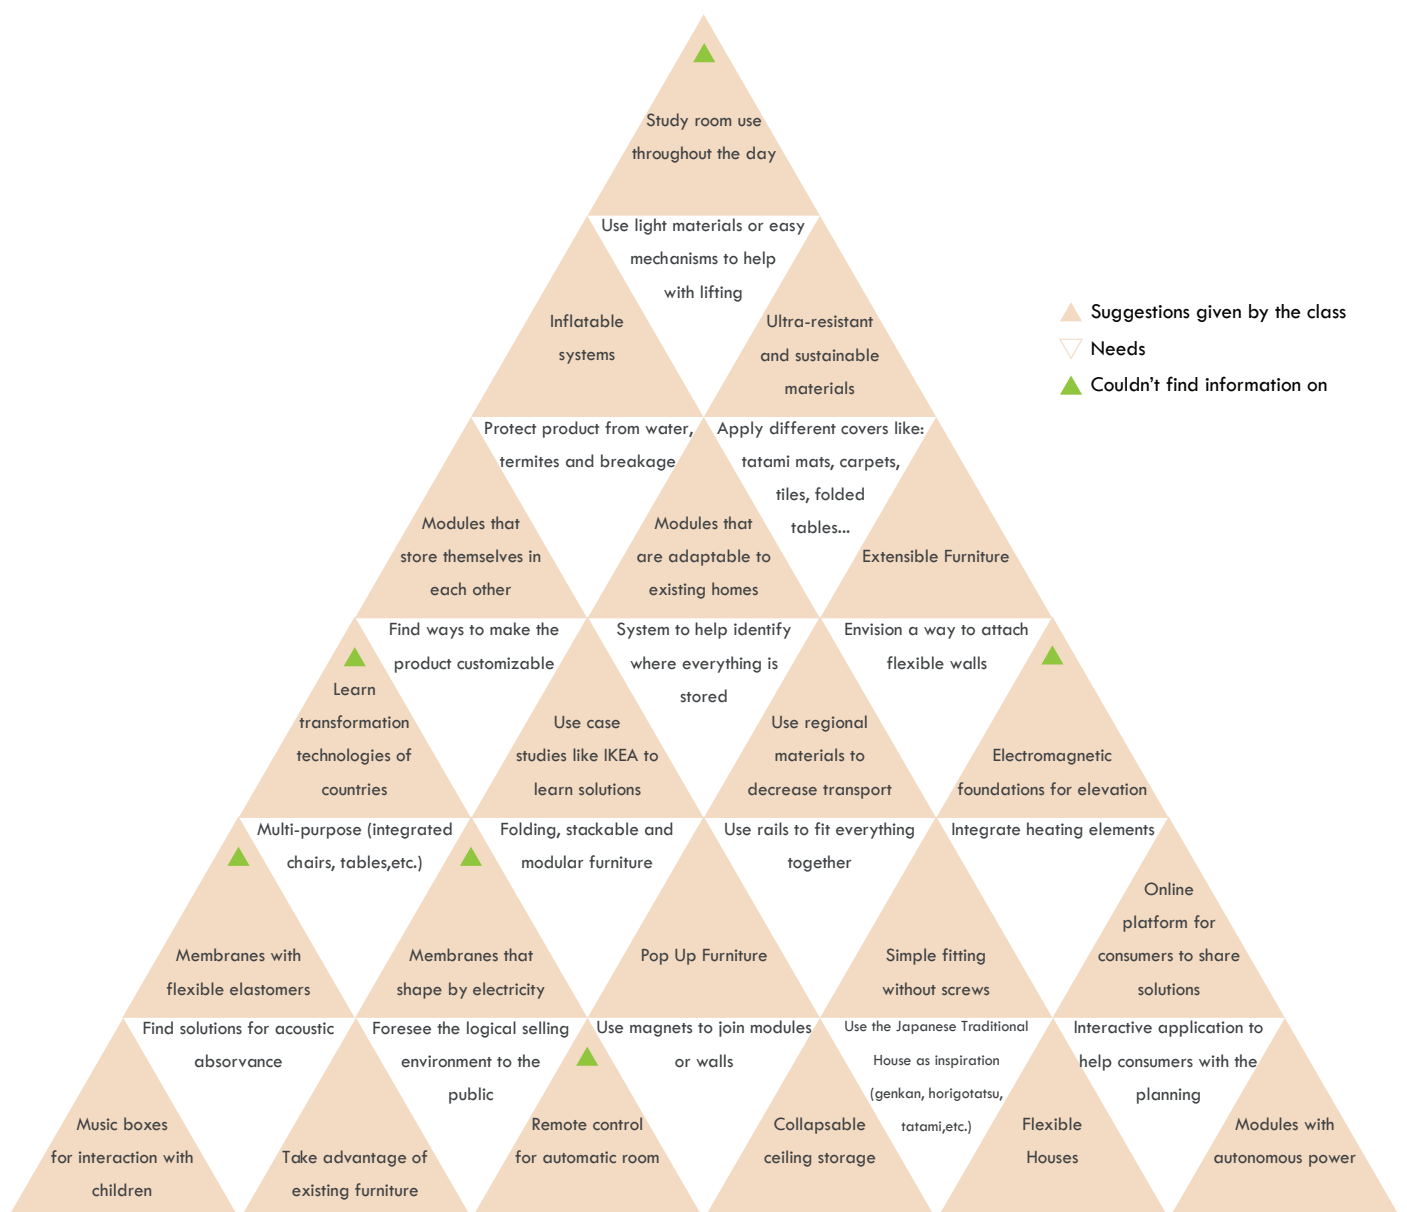 Study room use
throughout the day
Use light materials or easy
mechanisms to help
with lifting
Inflatable
systems
Ultra-resistant
and sustainable
materials
Suggestions given by the class
Needs
Couldn't find information on
Protect product from water,
termites and breakage
Apply different covers like:
tatami mats, carpets,
tiles, folded
tables...
Modules that
store themselves in
each other
Modules that
are adaptable to
existing homes
Extensible Furniture
Find ways to make the
product customizable
System to help identify
where everything is
stored
Envision a way to attach
flexible walls
Learn
transformation
technologies of
countries
Use case
studies like IKEA to
learn solutions
Use regional
materials to
decrease transport
Electromagnetic
foundations for elevation
Multi-purpose (integrated
chairs, tables,etc.)
Folding, stackable and
modular furniture
Use rails to fit everything
together
Integrate heating elements
Membranes with
flexible elastomers
Membranes that
shape by electricity
Pop Up Furniture
Simple fitting
without screws
Online
platform for
consumers to share
solutions
Find solutions for acoustic
absorvance
Foresee the logical selling
environment to the
public
Use magnets to join modules
or walls
Use the Japanese Traditional
House as inspiration
(genkan, horigotatsu,
tatami,etc.)
Interactive application to
help consumers with the
planning
Music boxes
for interaction with
children
Take advantage of
existing furniture
Remote control
for automatic room
Collapsable
ceiling storage
Flexible
Houses
Modules with
autonomous power